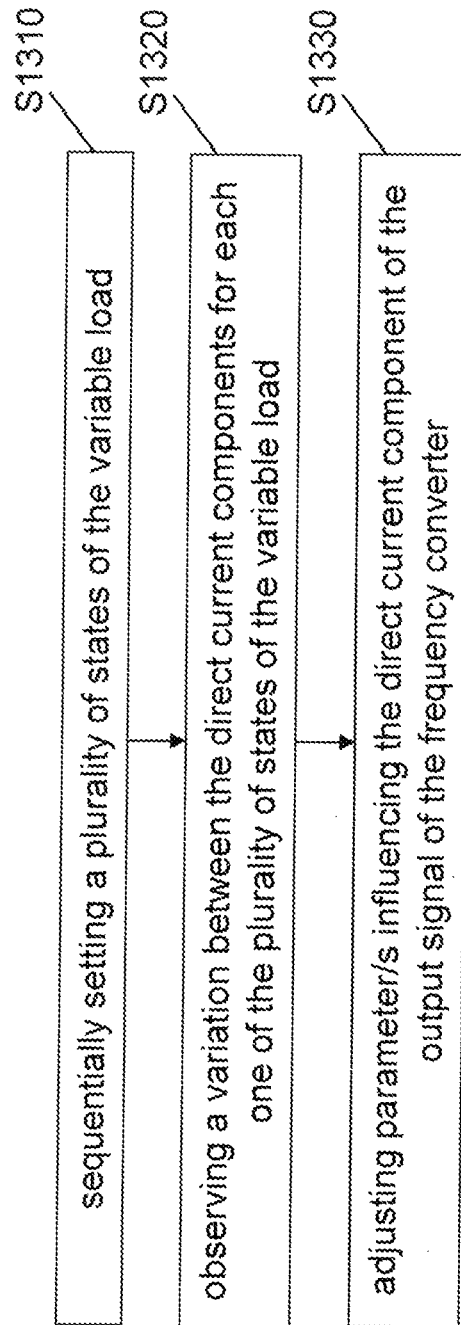 S1310
sequentially setting a plurality of states of the variable load
S1320
observing a variation between the direct current components for each
one of the plurality of states of the variable load
S1330
adjusting parameter/s influencing the direct current component of the
output signal of the frequency converter